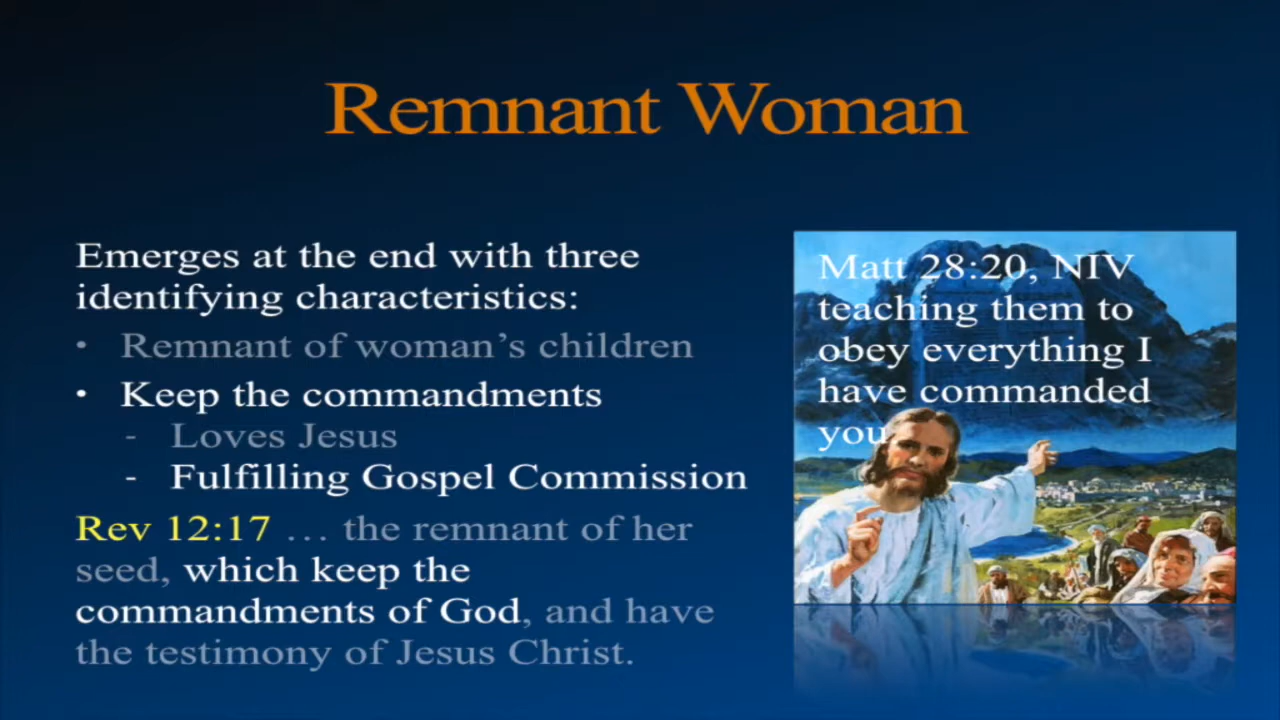 Remnant Woman
Emerges at the end with three
identifying characteristics:
• Remnant of woman’s children
• Keep the commandments
- Loves Jesus
- Fulfilling Gospel Commission
Rev 12:17 … the remnant of her
seed, which keep the
commandments of God, and have
the testimony of Jesus Christ.
Matt 28:20, NIV
teaching them to
obey everything I
have commanded
you